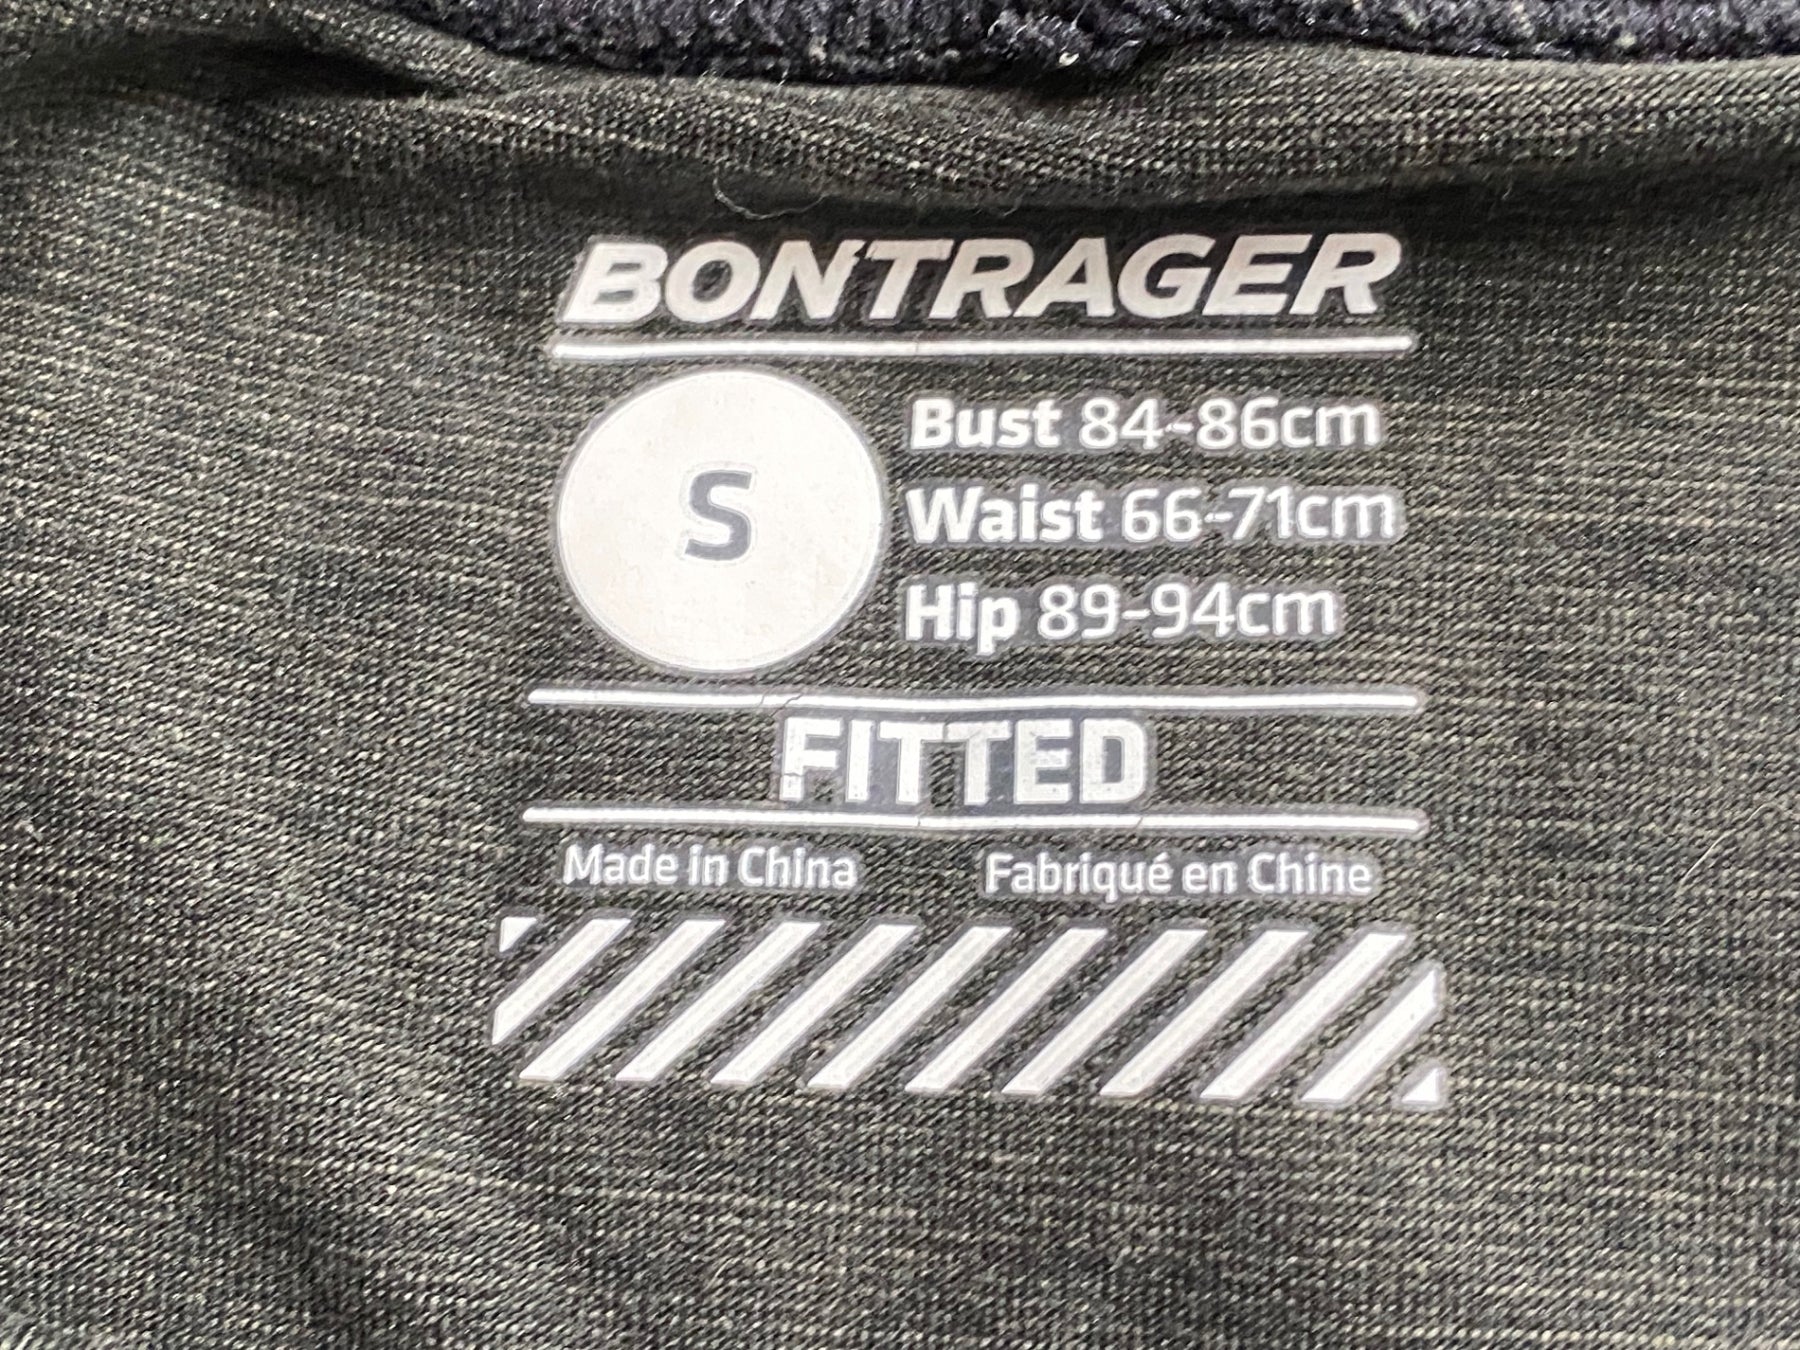 BONTRAGER
S
Bust 84-86cm
Waist 66-71cm
Hip 89-94cm
FITTED
Made in China Fabriqué en Chine